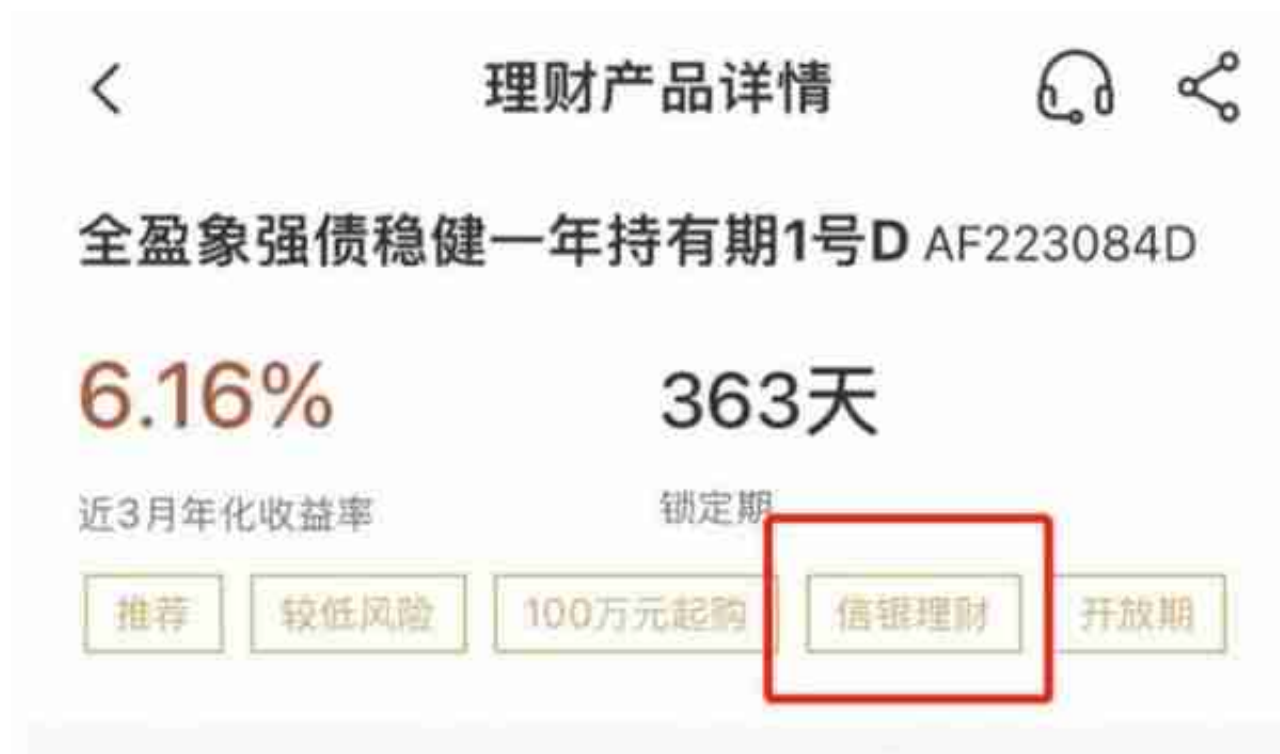 理财产品详情
全盈象强债稳健一年持有期1号D AF223084D
6.16% 363天
近3月年化收益率 锁定期
推荐 较低风险 100万元起购 信银理财 开放期